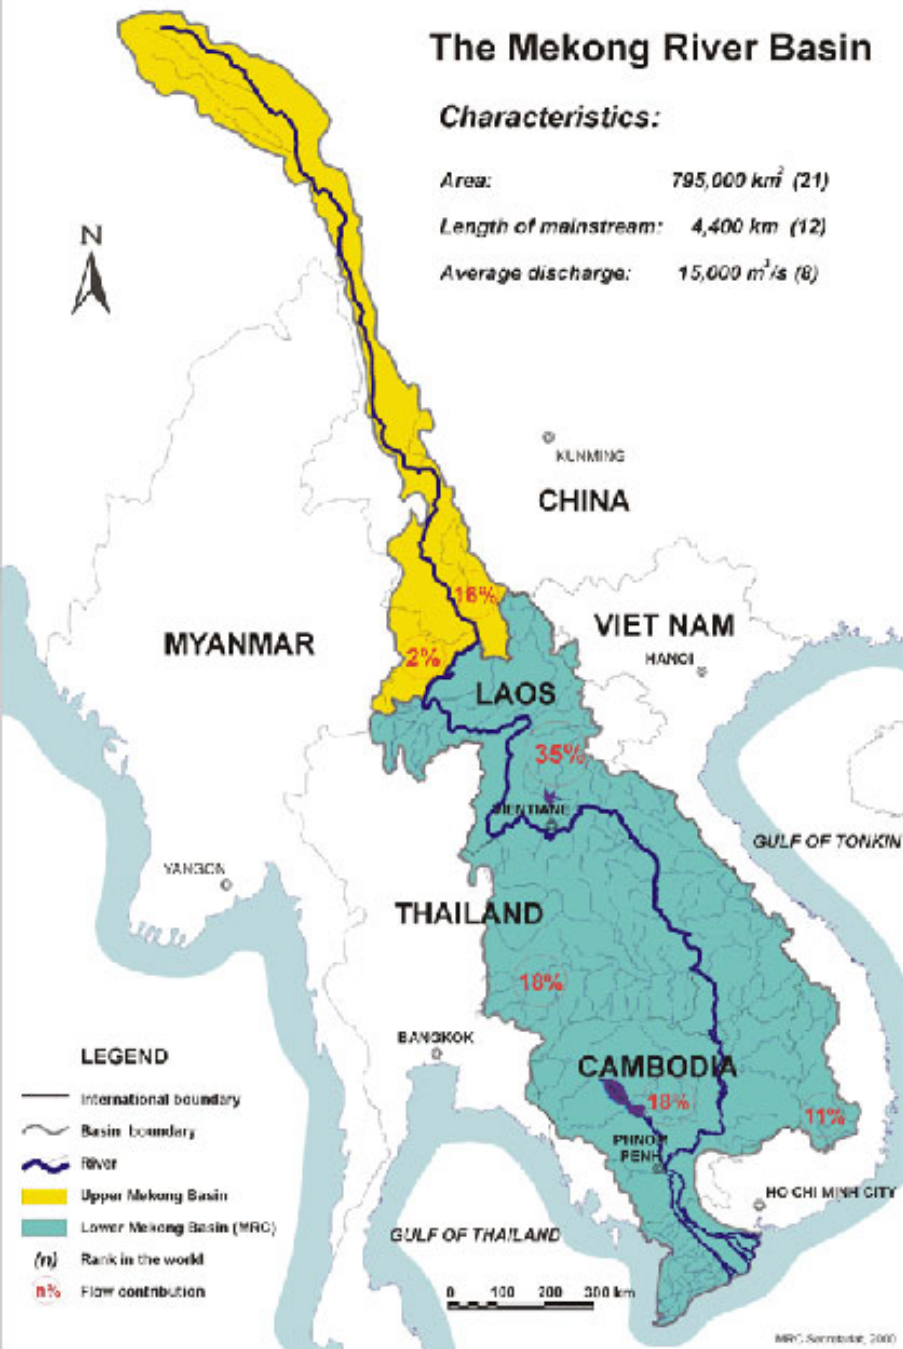 The Mekong River Basin
Characteristics:
Area: 795,000 km² (21)
Length of mainstream: 4,400 km (12)
Average discharge: 15,000 m³/s (8)
N
KUNMING
CHINA
16%
MYANMAR
VIET NAM
HANOI
2%
LAOS
35%
VIENTIANE
GULF OF TONKIN
YANGON
THAILAND
18%
BANGKOK
CAMBODIA
18%
11%
PHNOM
PENH
HO CHI MINH CITY
GULF OF THAILAND
LEGEND
International boundary
Basin boundary
River
Upper Mekong Basin
Lower Mekong Basin (MRC)
(n) Rank in the world
n% Flow contribution
0 100 200 300 km
MRC Secretariat, 2000